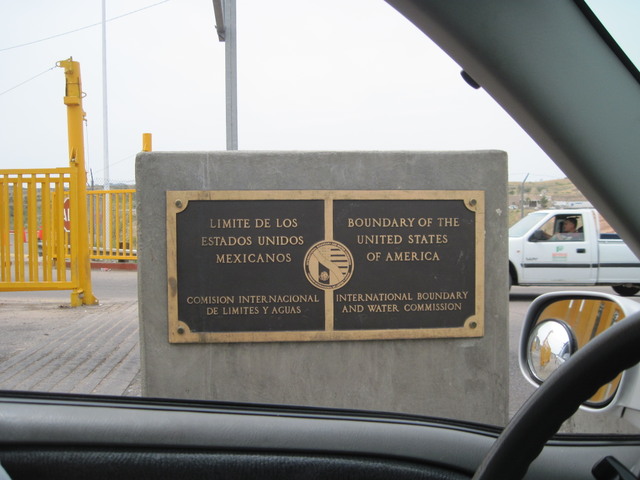 LIMITE DE LOS
ESTADOS UNIDOS
MEXICANOS
COMISION INTERNACIONAL
DE LIMITES Y AGUAS
BOUNDARY OF THE
UNITED STATES
OF AMERICA
INTERNATIONAL BOUNDARY
AND WATER COMMISSION